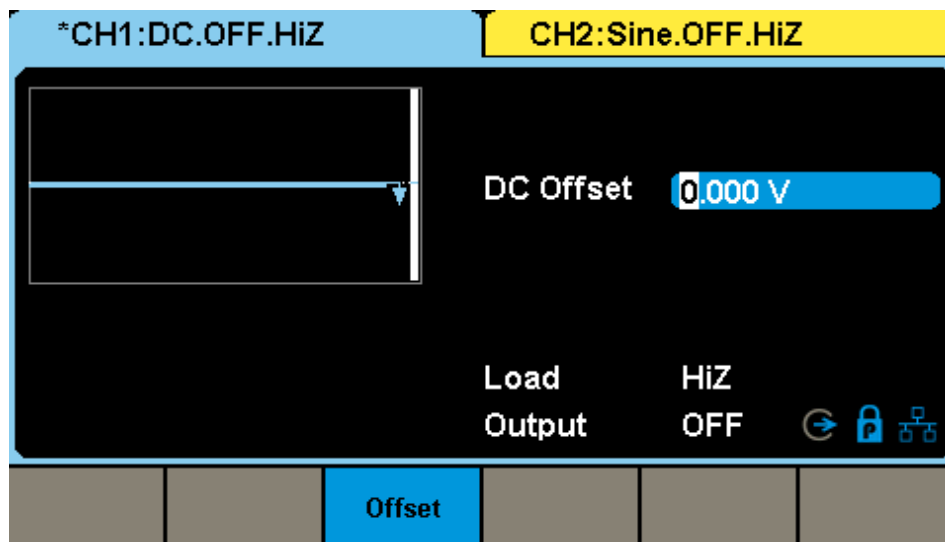 *CH1:DC.OFF.HiZ
CH2:Sine.OFF.HiZ
DC Offset 0.000 V
Load HiZ
Output OFF
P
Offset